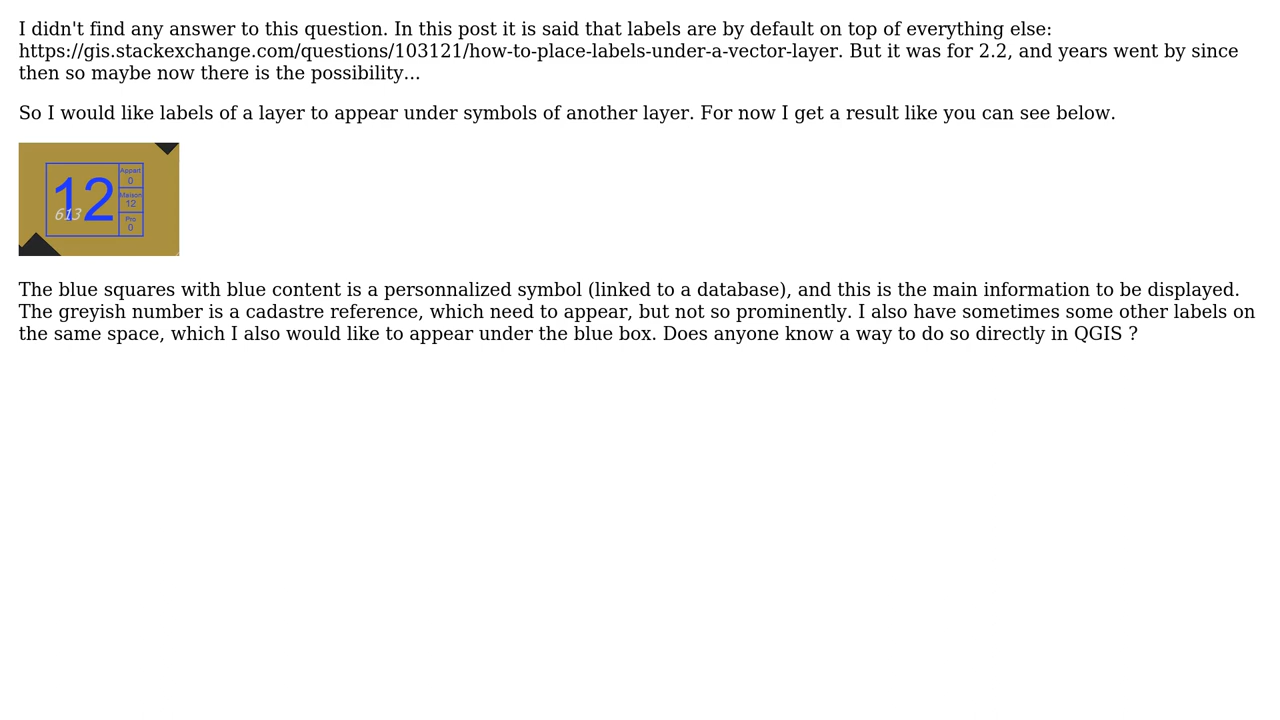 I didn't find any answer to this question. In this post it is said that labels are by default on top of everything else:
https://gis.stackexchange.com/questions/103121/how-to-place-labels-under-a-vector-layer. But it was for 2.2, and years went by since
then so maybe now there is the possibility...
So I would like labels of a layer to appear under symbols of another layer. For now I get a result like you can see below.
12
613
Appart
0
Maison
12
Pro
0
The blue squares with blue content is a personnalized symbol (linked to a database), and this is the main information to be displayed.
The greyish number is a cadastre reference, which need to appear, but not so prominently. I also have sometimes some other labels on
the same space, which I also would like to appear under the blue box. Does anyone know a way to do so directly in QGIS ?